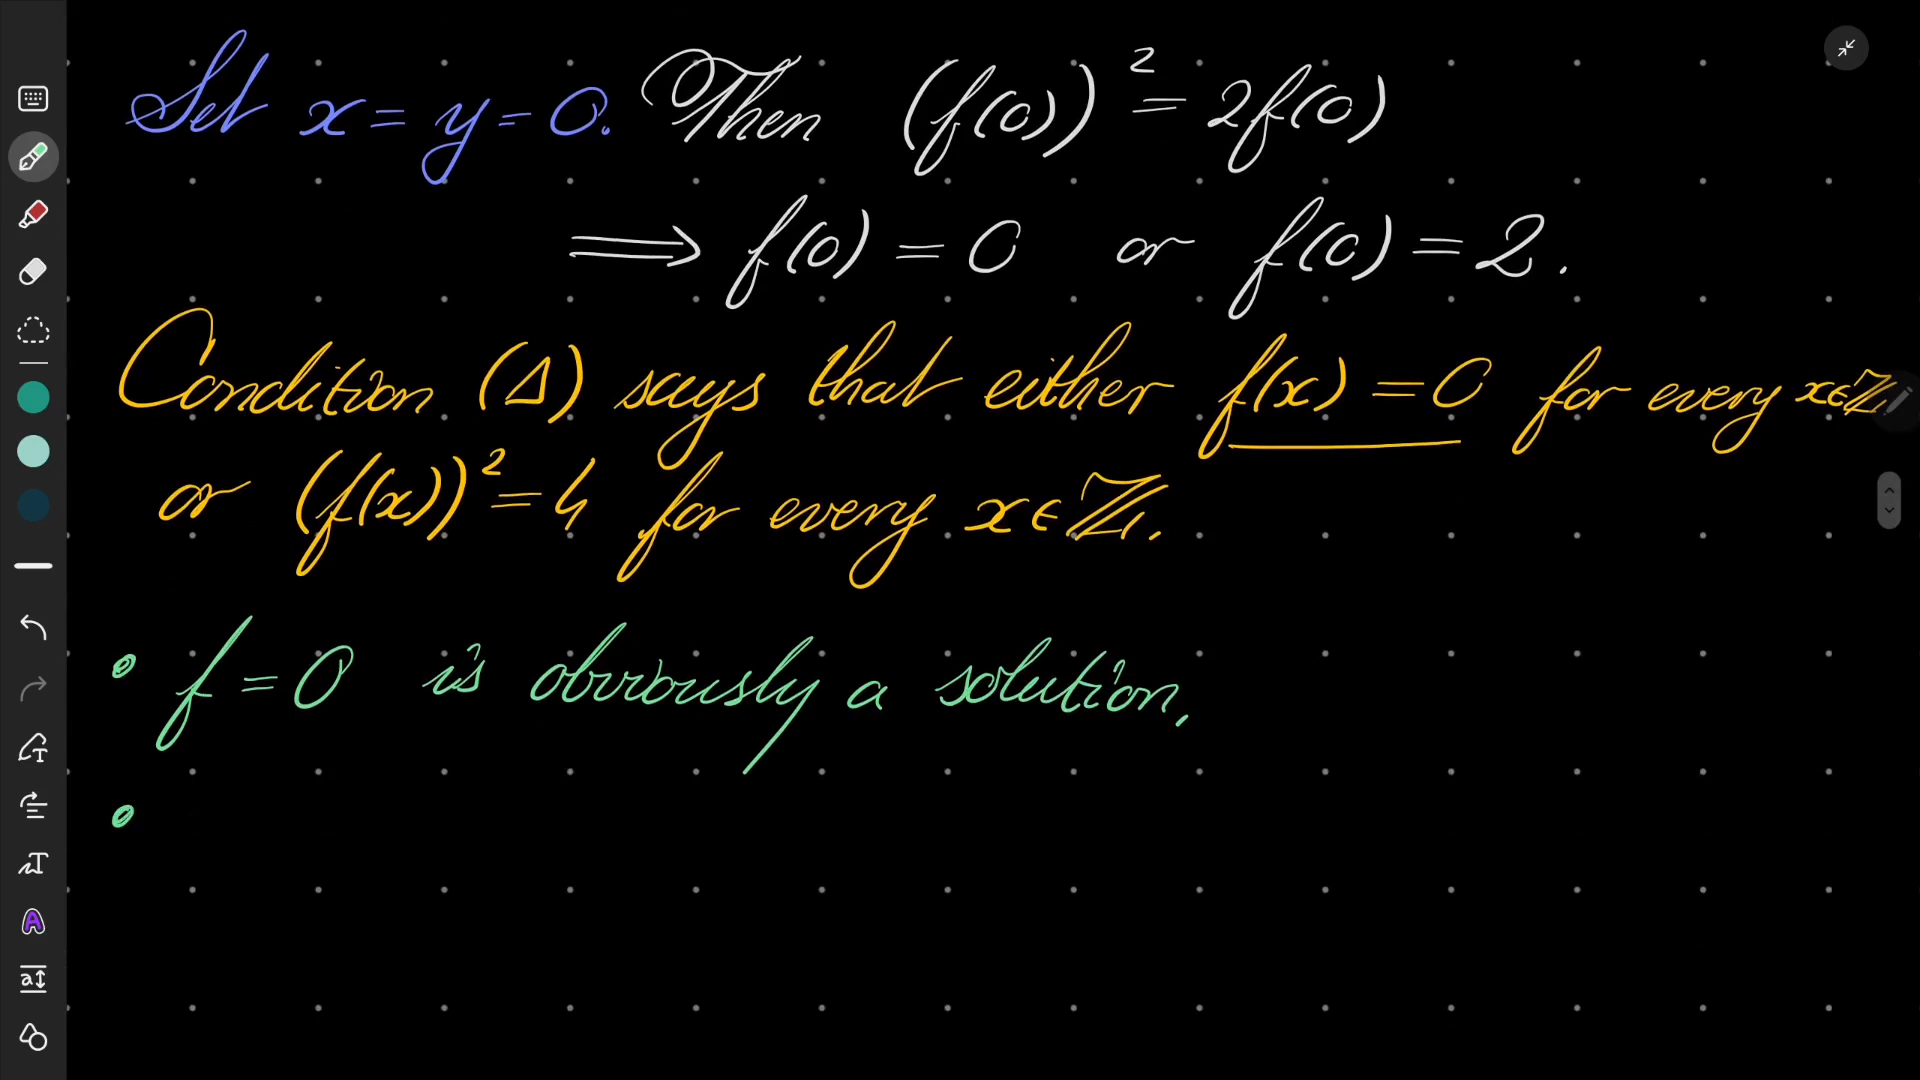 Set x = y = 0. Then (f(0))² = 2f(0)
⟹ f(0) = 0 or f(0) = 2.
Condition (Δ) says that either f(x) = 0 for every x∈ℤ
or (f(x))² = 4 for every x∈ℤ.
• f = 0 is obviously a solution.
•